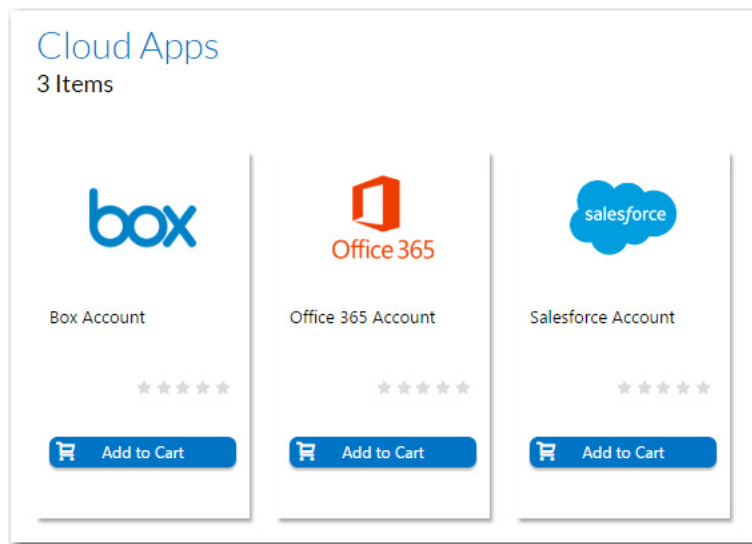 Cloud Apps
3 Items
box
Office 365
salesforce
Box Account
Office 365 Account
Salesforce Account
Add to Cart
Add to Cart
Add to Cart